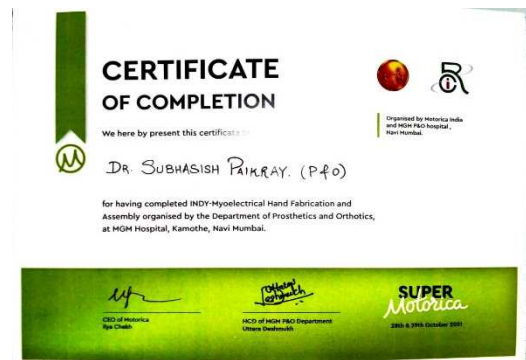 CERTIFICATE
OF COMPLETION
We here by present this certificate to
DR. SUBHASISH PAIKRAY. (P&O)
for having completed INDY-Myoelectrical Hand Fabrication and
Assembly organised by the Department of Prosthetics and Orthotics,
at MGM Hospital, Kamothe, Navi Mumbai.
Organised by Motorica India
and MGM P&O hospital,
Navi Mumbai.
CEO of Motorica
Ilya Chekh
HCD of MGM P&O Department
Uttara Deshmukh
SUPER
Motorica
28th & 29th October 2021